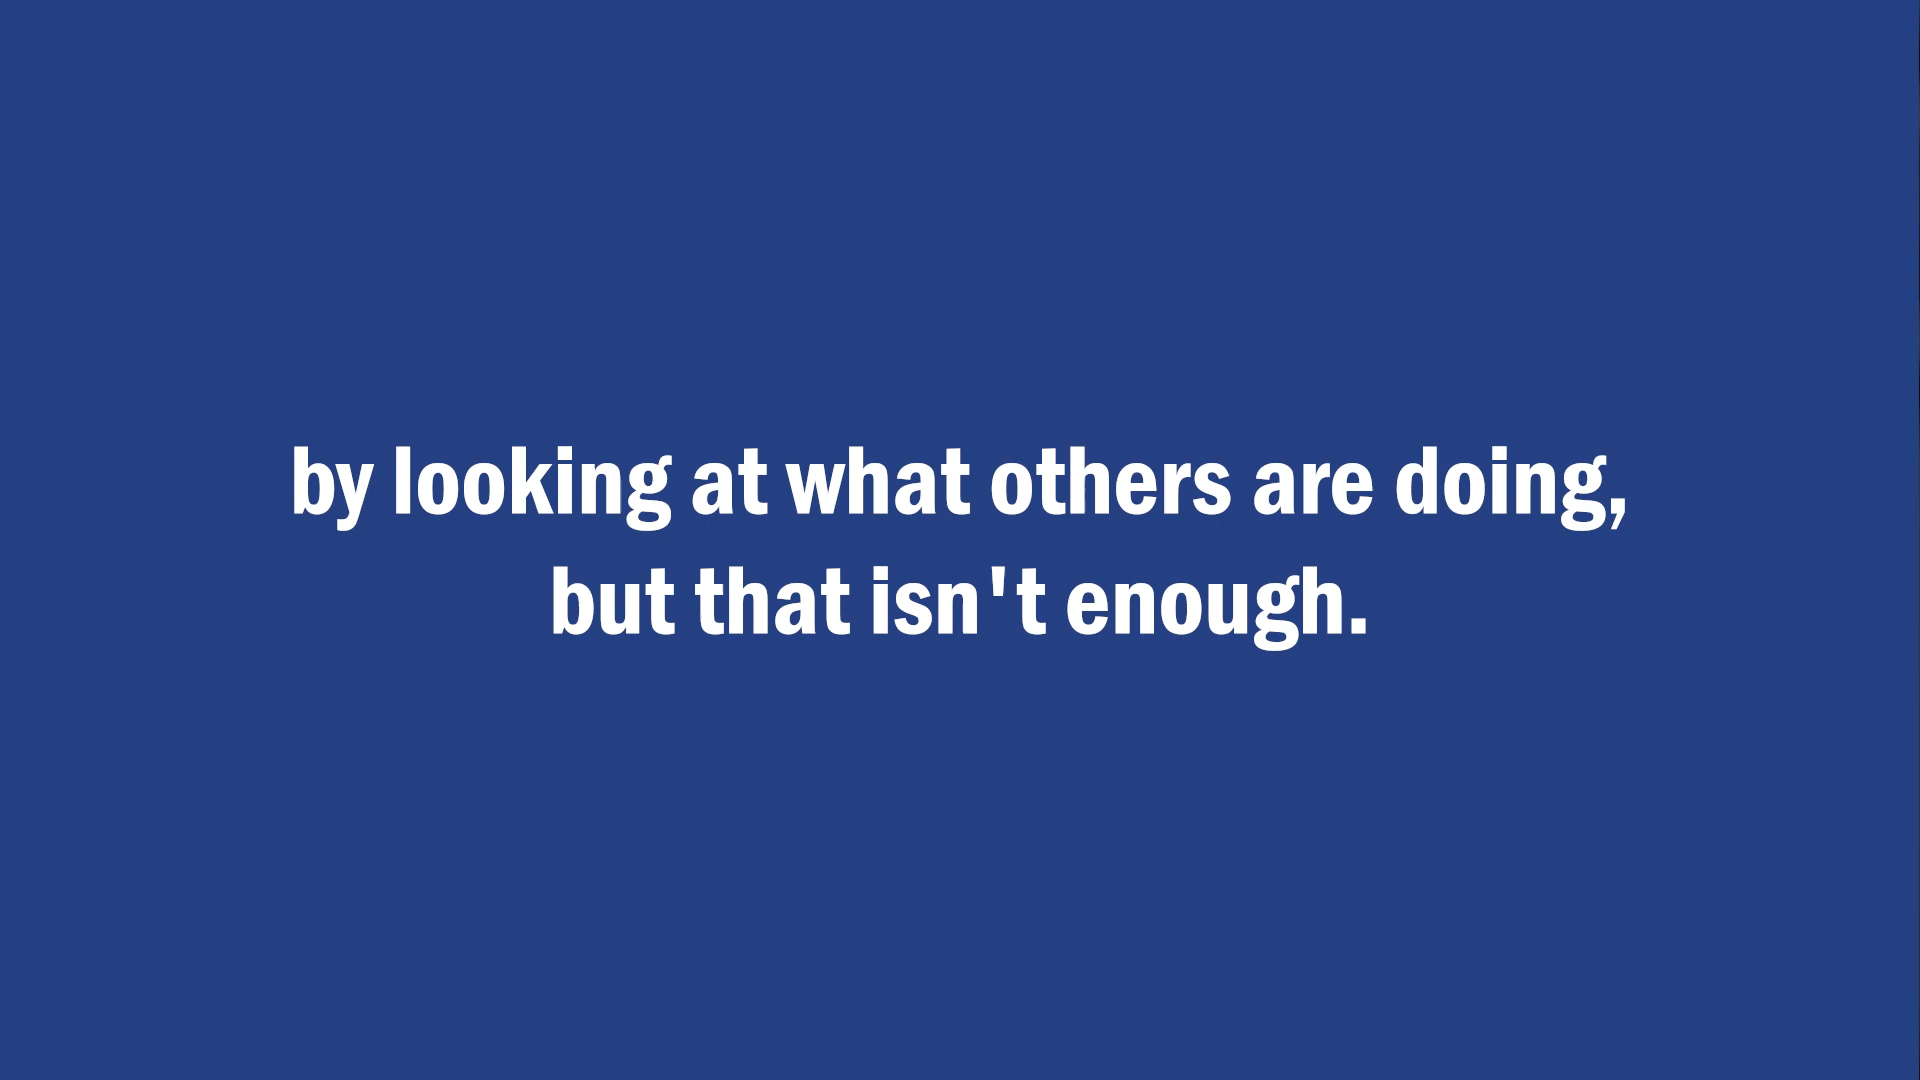 by looking at what others are doing,
but that isn't enough.